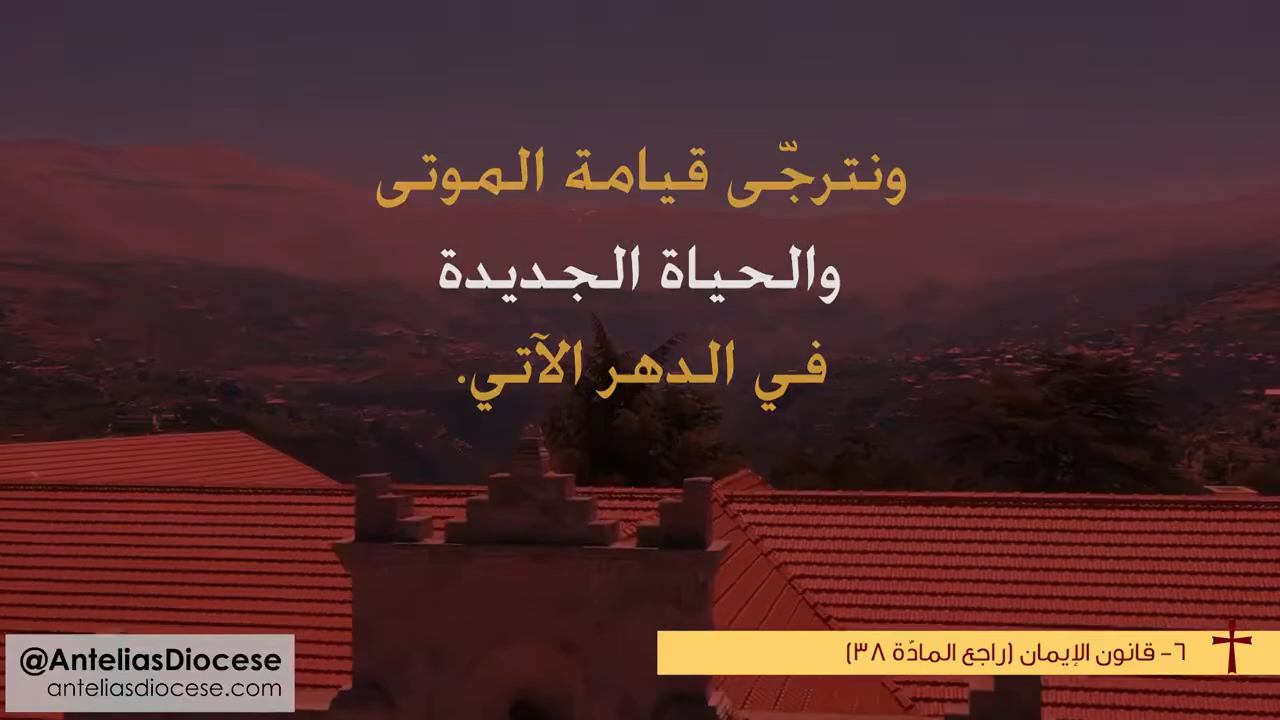 ونترجّى قيامة الموتى
والحياة الجديدة
في الدهر الآتي.
٦- قانون الإيمان (راجع المادّة ٣٨)
@AnteliasDiocese
anteliasdiocese.com